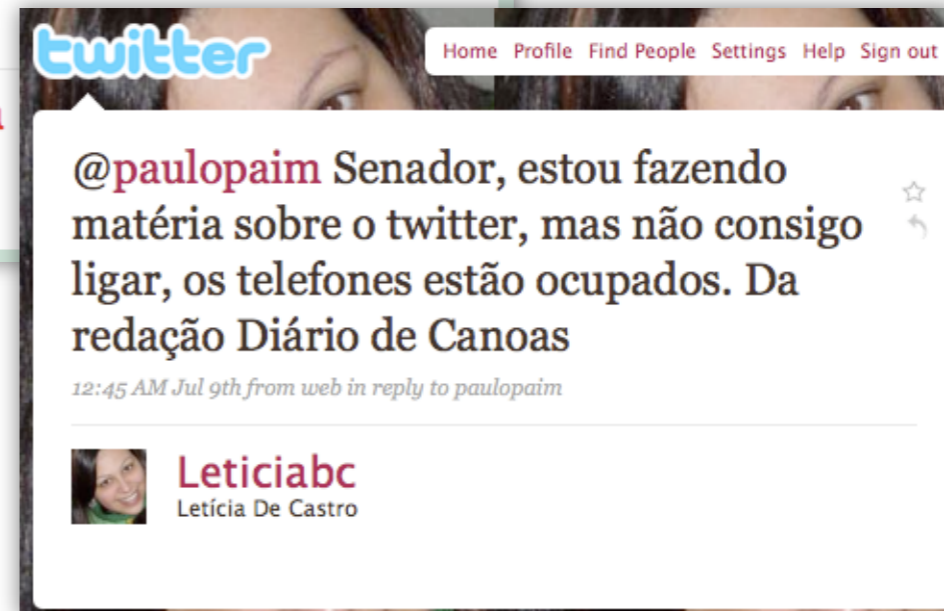 twitter
Home Profile Find People Settings Help Sign out
@paulopaim Senador, estou fazendo
matéria sobre o twitter, mas não consigo
ligar, os telefones estão ocupados. Da
redação Diário de Canoas
12:45 AM Jul 9th from web in reply to paulopaim
Leticiabc
Letícia De Castro